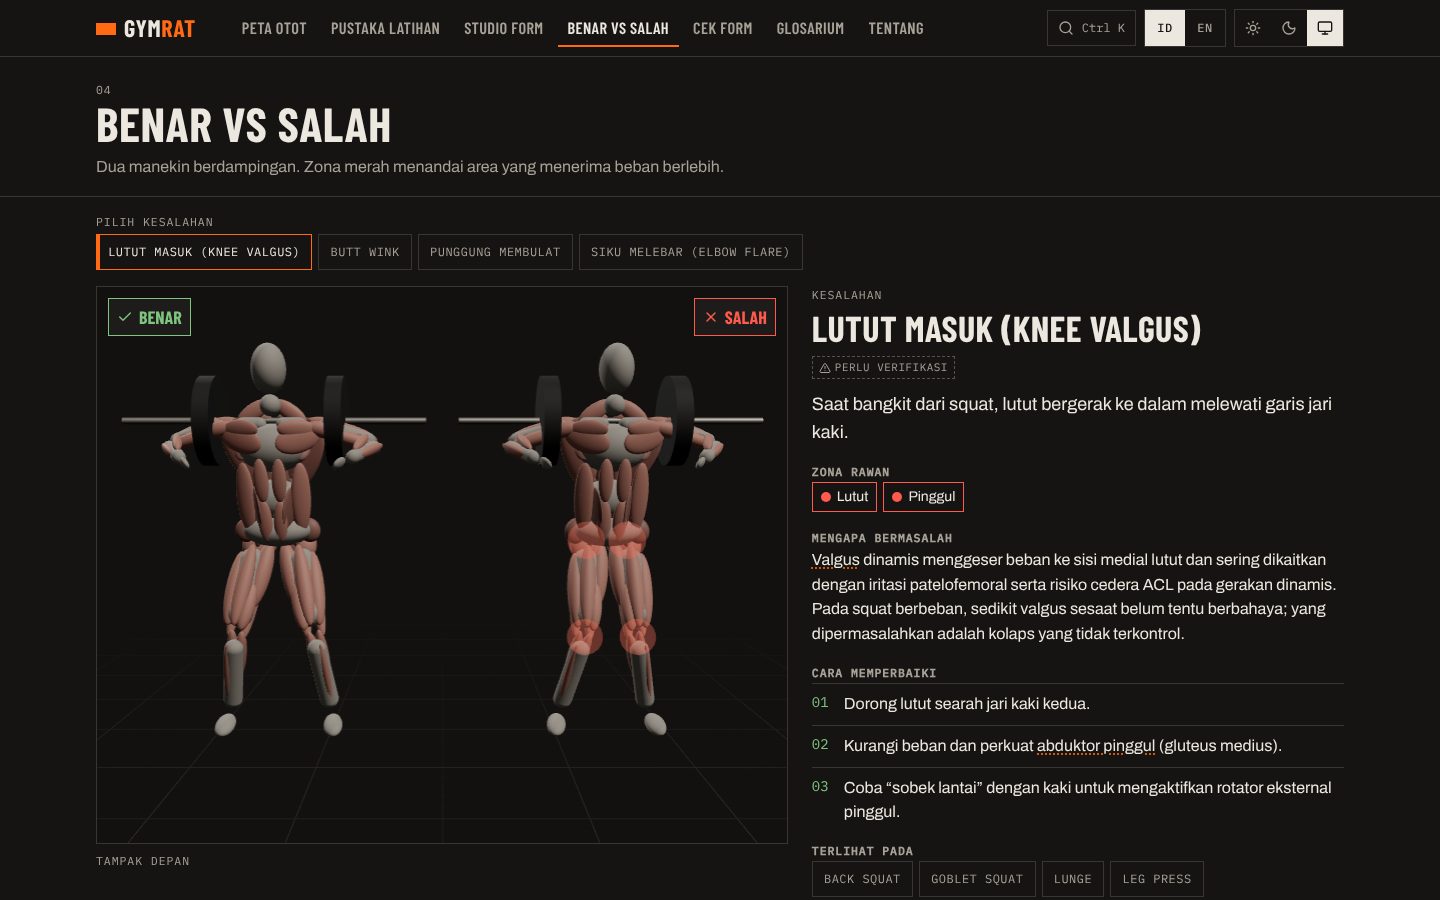 GYMRAT
PETA OTOT
PUSTAKA LATIHAN
STUDIO FORM
BENAR VS SALAH
CEK FORM
GLOSARIUM
TENTANG
Ctrl K
ID
EN
04
BENAR VS SALAH
Dua manekin berdampingan. Zona merah menandai area yang menerima beban berlebih.
PILIH KESALAHAN
LUTUT MASUK (KNEE VALGUS)
BUTT WINK
PUNGGUNG MEMBULAT
SIKU MELEBAR (ELBOW FLARE)
BENAR
SALAH
TAMPAK DEPAN
KESALAHAN
LUTUT MASUK (KNEE VALGUS)
PERLU VERIFIKASI
Saat bangkit dari squat, lutut bergerak ke dalam melewati garis jari
kaki.
ZONA RAWAN
Lutut
Pinggul
MENGAPA BERMASALAH
Valgus dinamis menggeser beban ke sisi medial lutut dan sering dikaitkan
dengan iritasi patelofemoral serta risiko cedera ACL pada gerakan dinamis.
Pada squat berbeban, sedikit valgus sesaat belum tentu berbahaya; yang
dipermasalahkan adalah kolaps yang tidak terkontrol.
CARA MEMPERBAIKI
01 Dorong lutut searah jari kaki kedua.
02 Kurangi beban dan perkuat abduktor pinggul (gluteus medius).
03 Coba “sobek lantai” dengan kaki untuk mengaktifkan rotator eksternal
pinggul.
TERLIHAT PADA
BACK SQUAT
GOBLET SQUAT
LUNGE
LEG PRESS